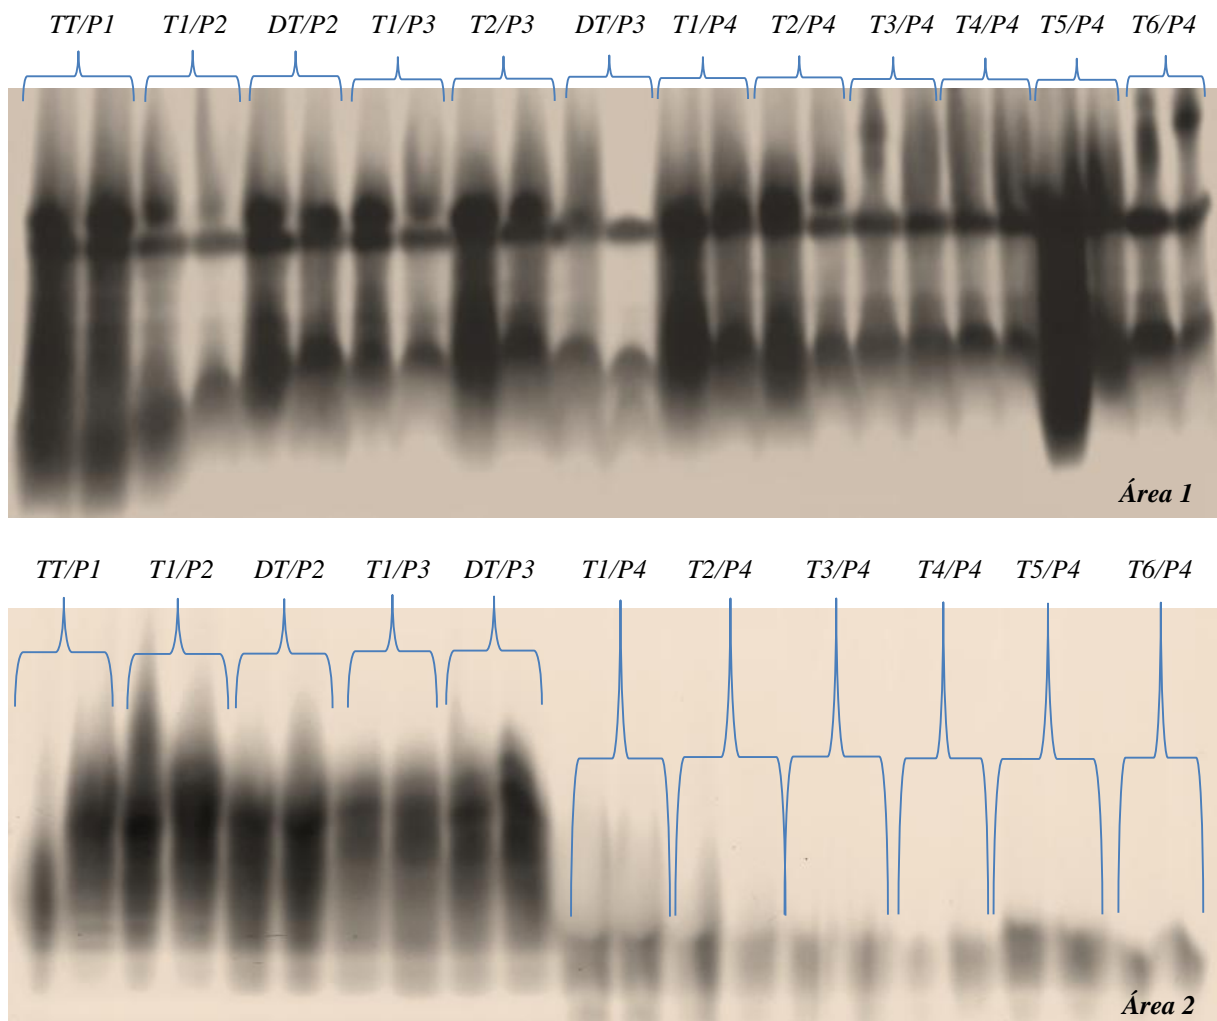 TT/P1 T1/P2 DT/P2 T1/P3 T2/P3 DT/P3 T1/P4 T2/P4 T3/P4 T4/P4 T5/P4 T6/P4
Área 1
TT/P1 T1/P2 DT/P2 T1/P3 DT/P3 T1/P4 T2/P4 T3/P4 T4/P4 T5/P4 T6/P4
Área 2